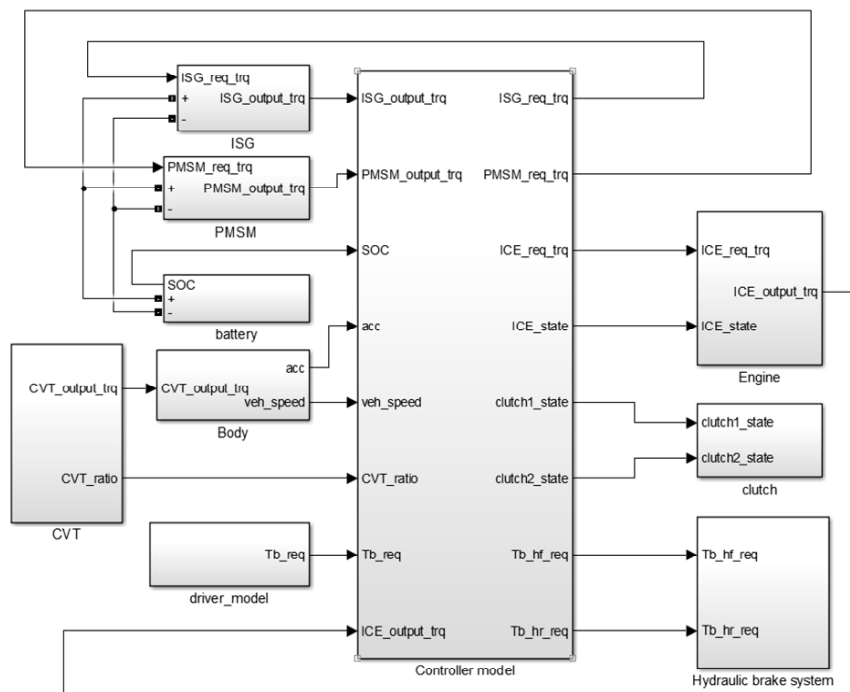 ISG_req_trq
+
ISG_output_trq
-
ISG
PMSM_req_trq
+
PMSM_output_trq
-
PMSM
SOC
+
-
battery
CVT_output_trq
CVT_ratio
CVT
CVT_output_trq
acc
veh_speed
Body
Tb_req
driver_model
ISG_output_trq
PMSM_output_trq
SOC
acc
veh_speed
CVT_ratio
Tb_req
ICE_output_trq
ISG_req_trq
PMSM_req_trq
ICE_req_trq
ICE_state
clutch1_state
clutch2_state
Tb_hf_req
Tb_hr_req
Controller model
ICE_req_trq
ICE_output_trq
ICE_state
Engine
clutch1_state
clutch2_state
clutch
Tb_hf_req
Tb_hr_req
Hydraulic brake system